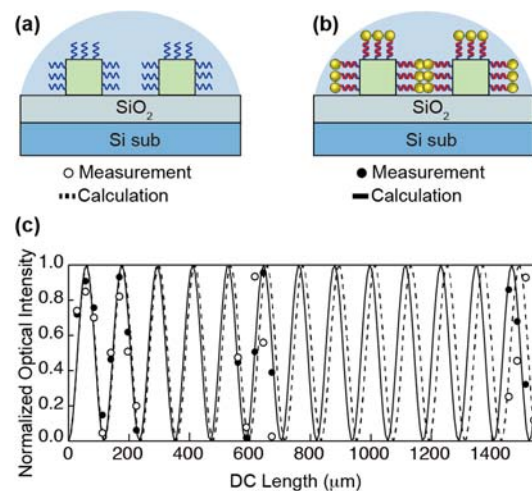 (a)
(b)
SiO2
SiO2
Si sub
Si sub
Measurement
Measurement
Calculation
Calculation
(c)
Normalized Optical Intensity
1.0
0.8
0.6
0.4
0.2
0.0
0 200 400 600 800 1000 1200 1400
DC Length (μm)